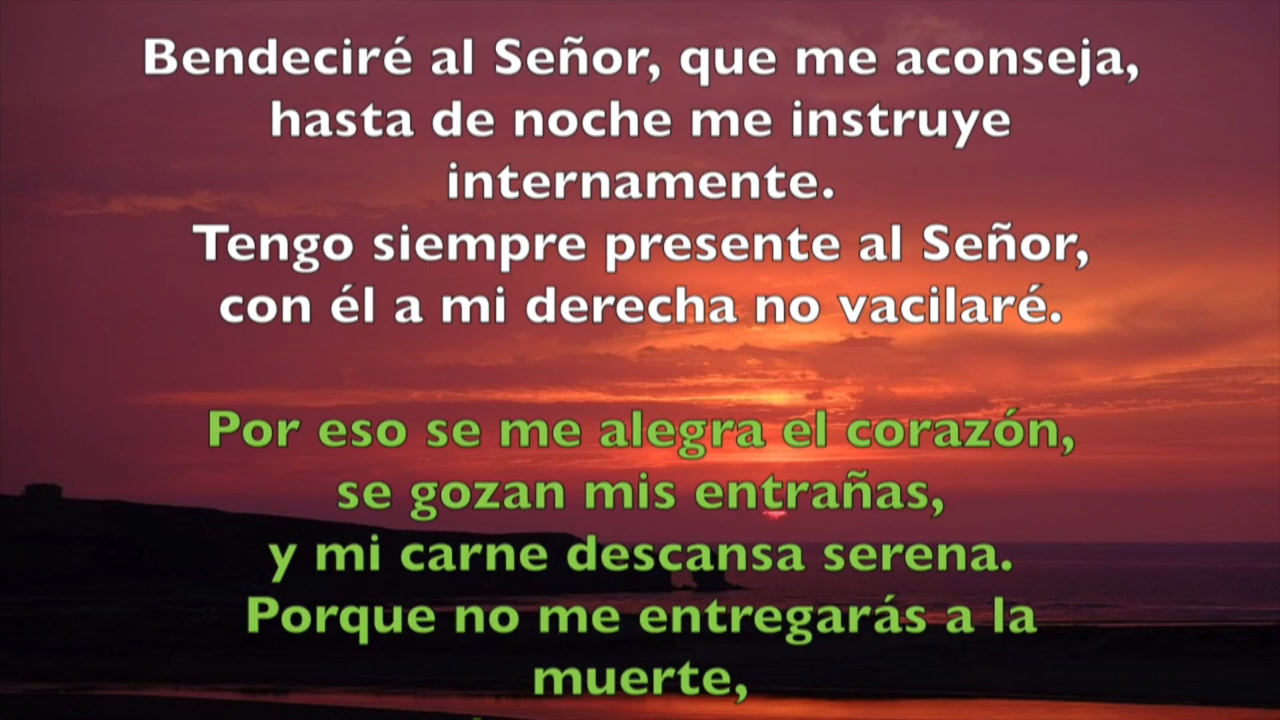 Bendeciré al Señor, que me aconseja,
hasta de noche me instruye
internamente.
Tengo siempre presente al Señor,
con él a mi derecha no vacilaré.
Por eso se me alegra el corazón,
se gozan mis entrañas,
y mi carne descansa serena.
Porque no me entregarás a la
muerte,